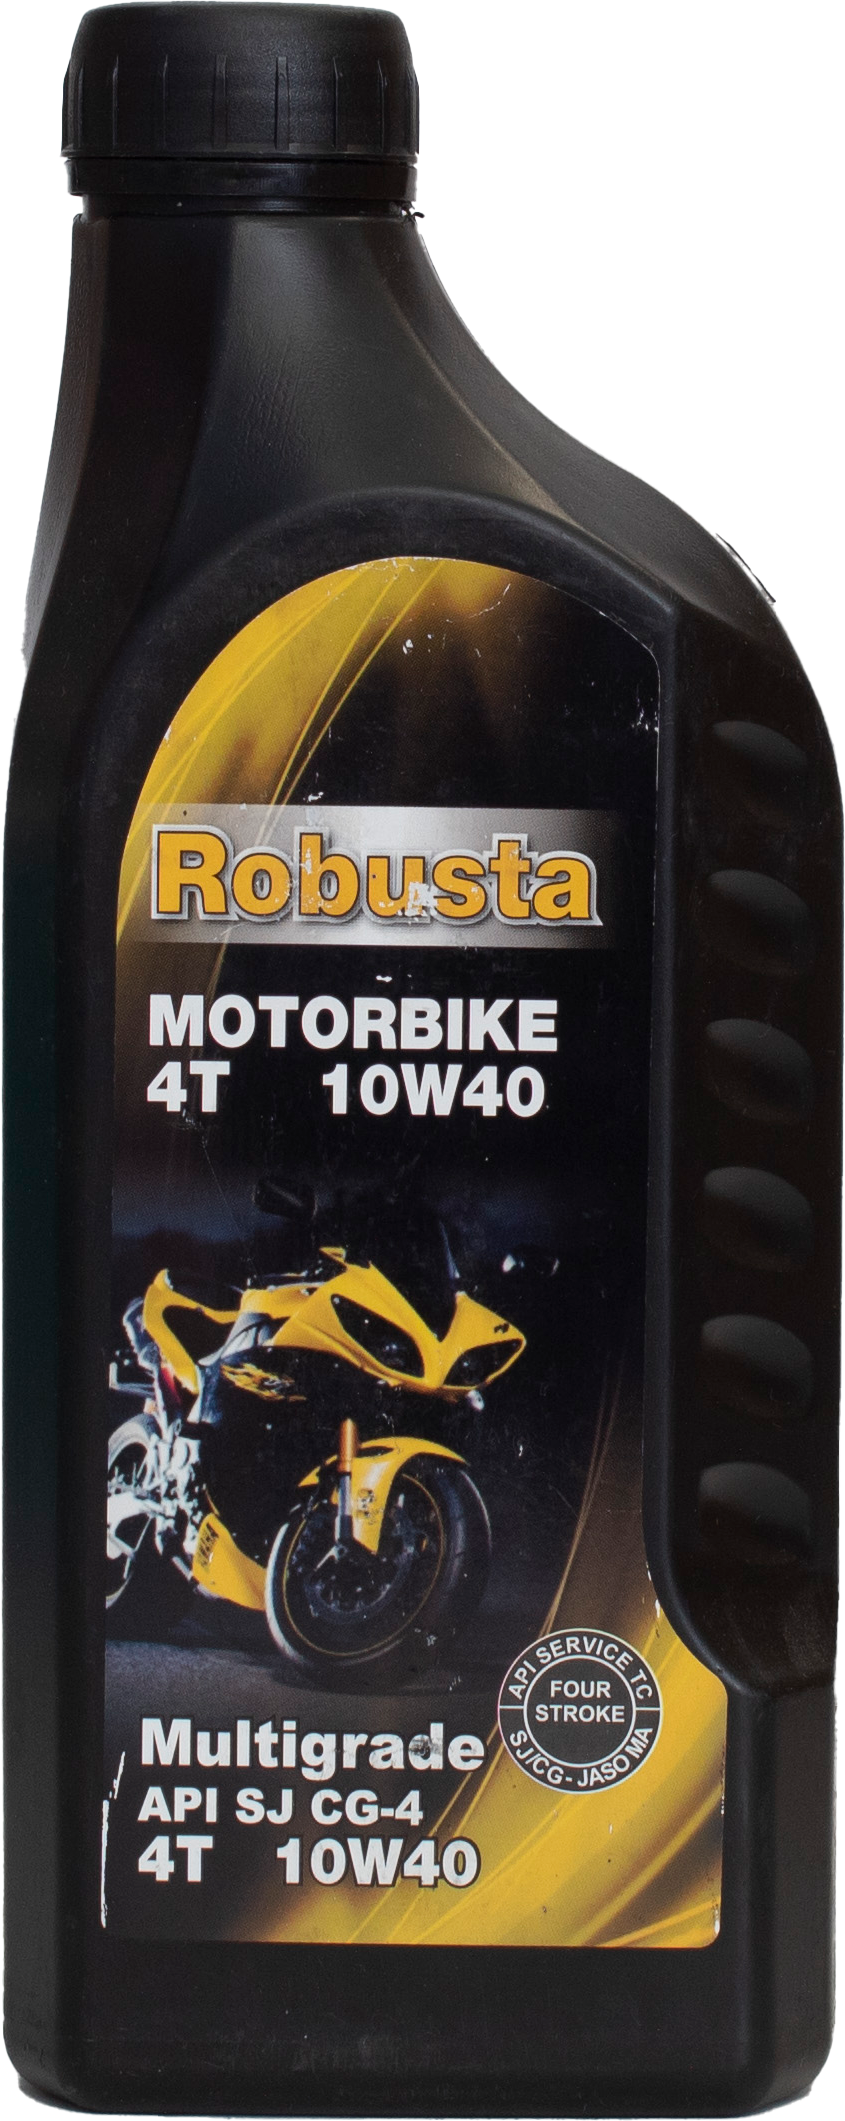 Robusta
MOTORBIKE
4T 10W40
API SERVICE TC
FOUR
STROKE
SJ/CG-JASO MA
Multigrade
API SJ CG-4
4T 10W40